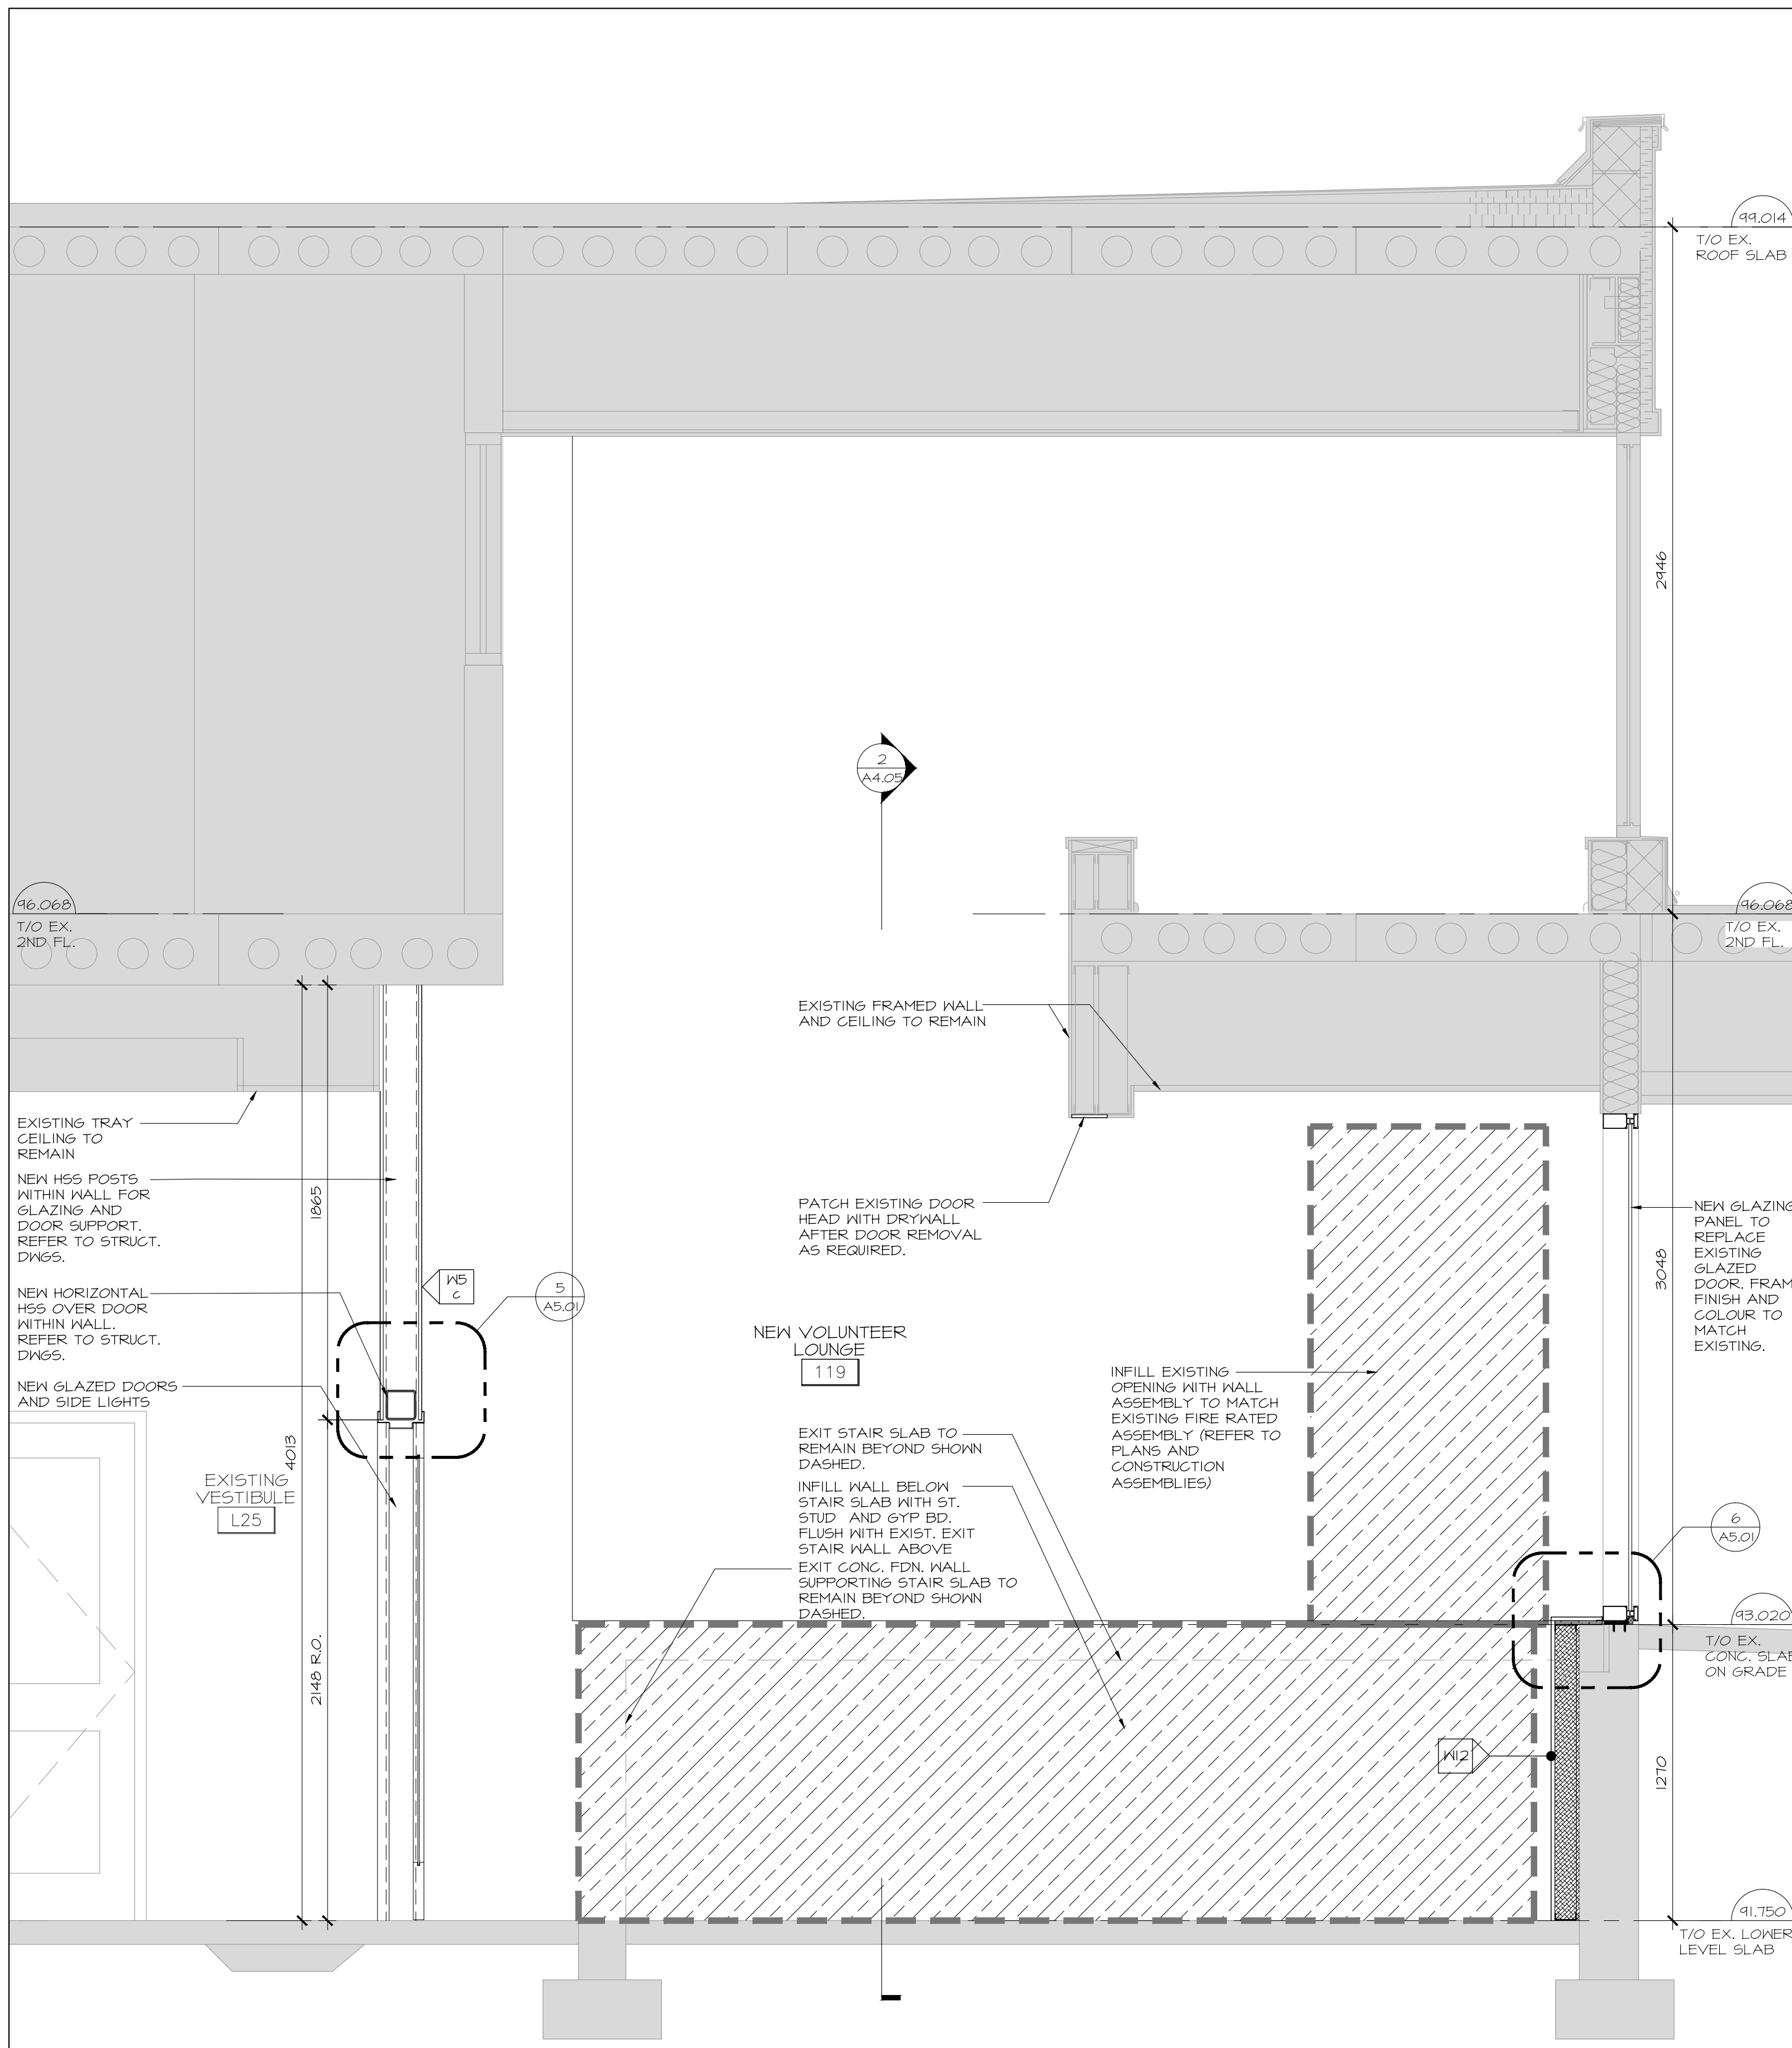 99.014
T/O EX.
ROOF SLAB
2946
2
A4.05
96.068
T/O EX.
2ND FL.
96.068
T/O EX.
2ND FL.
EXISTING FRAMED WALL
AND CEILING TO REMAIN
EXISTING TRAY
CEILING TO
REMAIN
NEW HSS POSTS
WITHIN WALL FOR
GLAZING AND
DOOR SUPPORT.
REFER TO STRUCT.
DWGS.
1865
PATCH EXISTING DOOR
HEAD WITH DRYWALL
AFTER DOOR REMOVAL
AS REQUIRED.
NEW GLAZING
PANEL TO
REPLACE
EXISTING
GLAZED
DOOR. FRAM
FINISH AND
COLOUR TO
MATCH
EXISTING.
3048
NEW HORIZONTAL
HSS OVER DOOR
WITHIN WALL.
REFER TO STRUCT.
DWGS.
W5
C
5
A5.01
NEW VOLUNTEER
LOUNGE
119
NEW GLAZED DOORS
AND SIDE LIGHTS
INFILL EXISTING
OPENING WITH WALL
ASSEMBLY TO MATCH
EXISTING FIRE RATED
ASSEMBLY (REFER TO
PLANS AND
CONSTRUCTION
ASSEMBLIES)
4013
EXISTING
VESTIBULE
L25
EXIT STAIR SLAB TO
REMAIN BEYOND SHOWN
DASHED.
INFILL WALL BELOW
STAIR SLAB WITH ST.
STUD AND GYP BD.
FLUSH WITH EXIST. EXIT
STAIR WALL ABOVE
EXIT CONC. FDN. WALL
SUPPORTING STAIR SLAB TO
REMAIN BEYOND SHOWN
DASHED.
6
A5.01
93.020
T/O EX.
CONC. SLAB
ON GRADE
2148 R.O.
W12
1270
91.750
T/O EX. LOWER
LEVEL SLAB